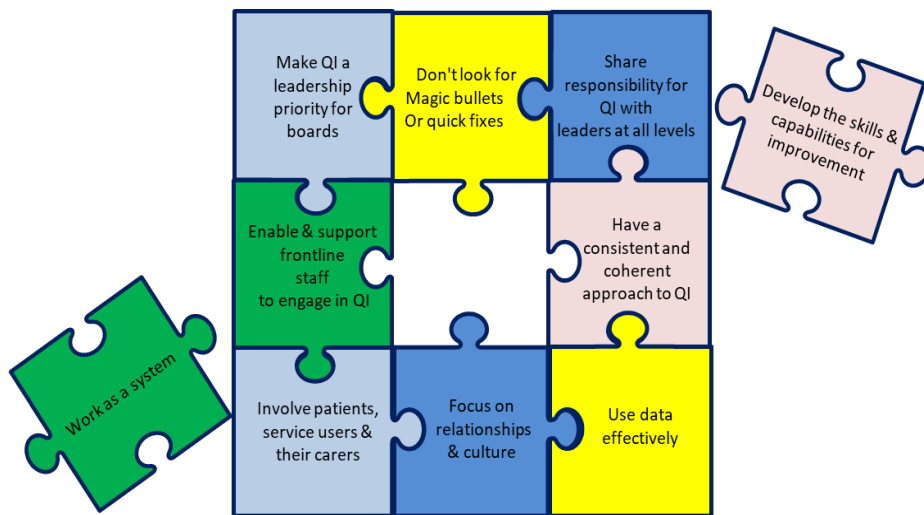 Make QI a
leadership
priority for
boards
Don't look for
Magic bullets
Or quick fixes
Share
responsibility for
QI with
leaders at all levels
Develop the skills &
capabilities for
improvement
Enable & support
frontline
staff
to engage in QI
Have a
consistent and
coherent
approach to QI
Work as a system
Involve patients,
service users &
their carers
Focus on
relationships
& culture
Use data
effectively